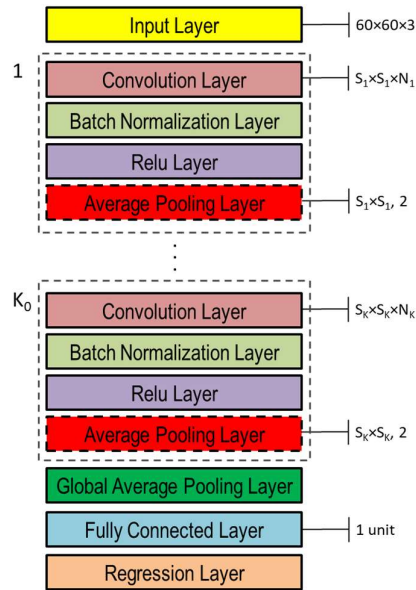 Input Layer
60×60×3
1
Convolution Layer
S₁×S₁×N₁
Batch Normalization Layer
Relu Layer
Average Pooling Layer
S₁×S₁, 2
K₀
Convolution Layer
Sₖ×Sₖ×Nₖ
Batch Normalization Layer
Relu Layer
Average Pooling Layer
Sₖ×Sₖ, 2
Global Average Pooling Layer
Fully Connected Layer
1 unit
Regression Layer